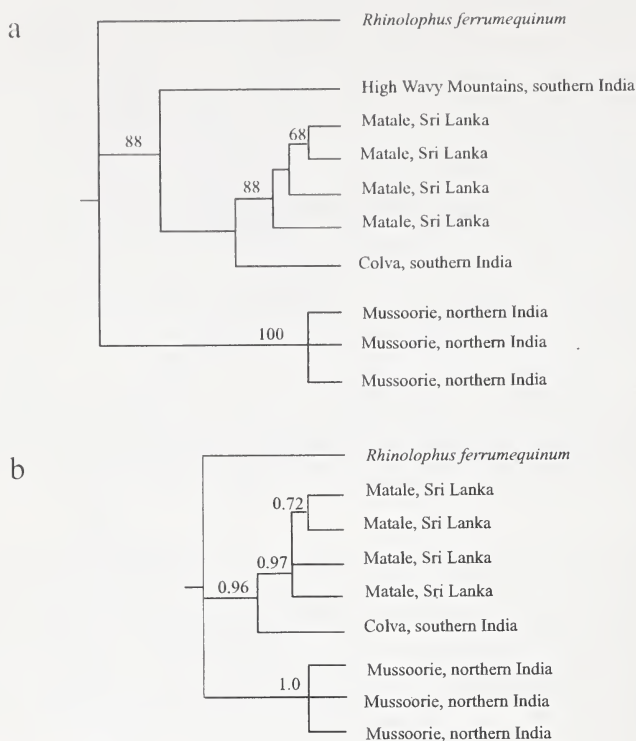 a
Rhinolophus ferrumequinum
High Wavy Mountains, southern India
88
68
Matale, Sri Lanka
Matale, Sri Lanka
88
Matale, Sri Lanka
Matale, Sri Lanka
Colva, southern India
100
Mussoorie, northern India
Mussoorie, northern India
Mussoorie, northern India
b
Rhinolophus ferrumequinum
0.72
Matale, Sri Lanka
Matale, Sri Lanka
0.97
Matale, Sri Lanka
0.96
Matale, Sri Lanka
Colva, southern India
1.0
Mussoorie, northern India
Mussoorie, northern India
Mussoorie, northern India